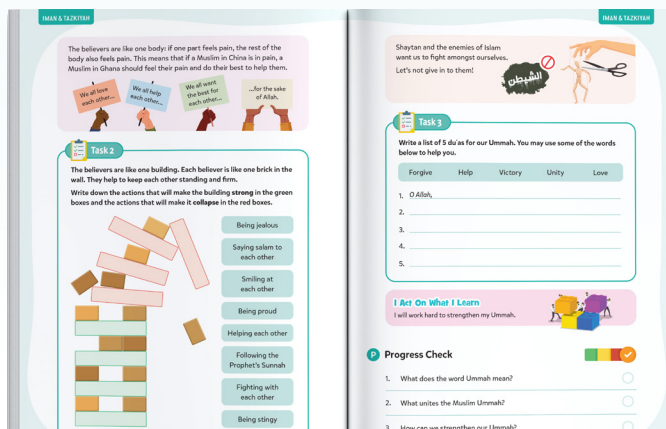 IMAN & TAZKIYAH
The believers are like one body: if one part feels pain, the rest of the
body also feels pain. This means that if a Muslim in China is in pain, a
Muslim in Ghana should feel their pain and do their best to help them.
We all love
each other...
We all help
each other...
We all want
the best for
each other...
...for the sake
of Allah.
Task 2
The believers are like one building. Each believer is like one brick in the
wall. They help to keep each other standing and firm.
Write down the actions that will make the building strong in the green
boxes and the actions that will make it collapse in the red boxes.
Being jealous
Saying salam to
each other
Smiling at
each other
Being proud
Helping each other
Following the
Prophet's Sunnah
Fighting with
each other
Being stingy
IMAN & TAZKIYAH
Shaytan and the enemies of Islam
want us to fight amongst ourselves.
Let's not give in to them!
الشيطن
Task 3
Write a list of 5 du'as for our Ummah. You may use some of the words
below to help you.
Forgive Help Victory Unity Love
1. O Allah,
2.
3.
4.
5.
I Act On What I Learn
I will work hard to strengthen my Ummah.
P Progress Check
1. What does the word Ummah mean?
2. What unites the Muslim Ummah?
3. How can we strengthen our Ummah?